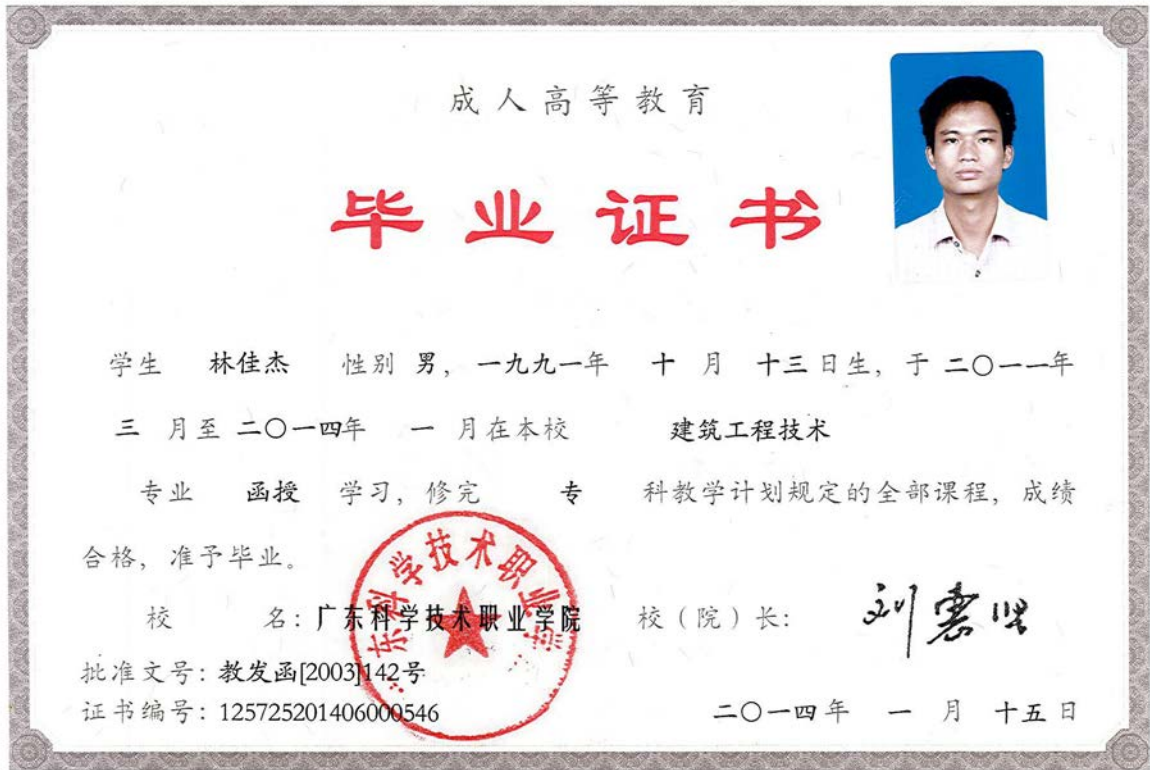 成人高等教育
毕业证书
学生 林佳杰 性别 男，一九九一年 十 月 十三日生，于二〇一一年
三 月至 二〇一四年 一 月在本校 建筑工程技术
专业 函授 学习，修完 专 科教学计划规定的全部课程，成绩
合格，准予毕业。
校 名：广东科学技术职业学院 校（院）长：
批准文号：教发函[2003]142号
证书编号：125725201406000546 二〇一四年 一 月 十五日